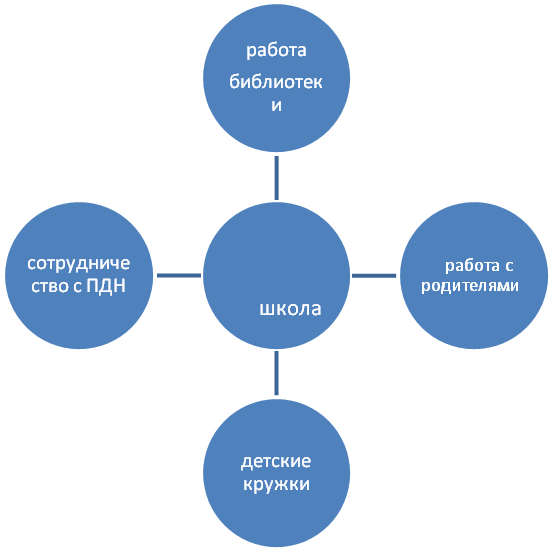 работа
библиотек
и
сотрудниче
ство с ПДН
школа
работа с
родителями
детские
кружки